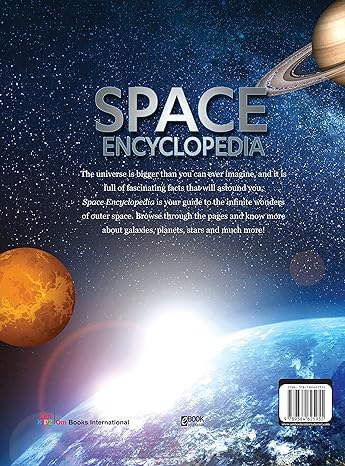 SPACE
ENCYCLOPEDIA
The universe is bigger than you can ever imagine, and it is
full of fascinating facts that will astound you.
Space Encyclopedia is your guide to the infinite wonders
of outer space. Browse through the pages and know more
about galaxies, planets, stars and much more!
Om Books International
BOOK